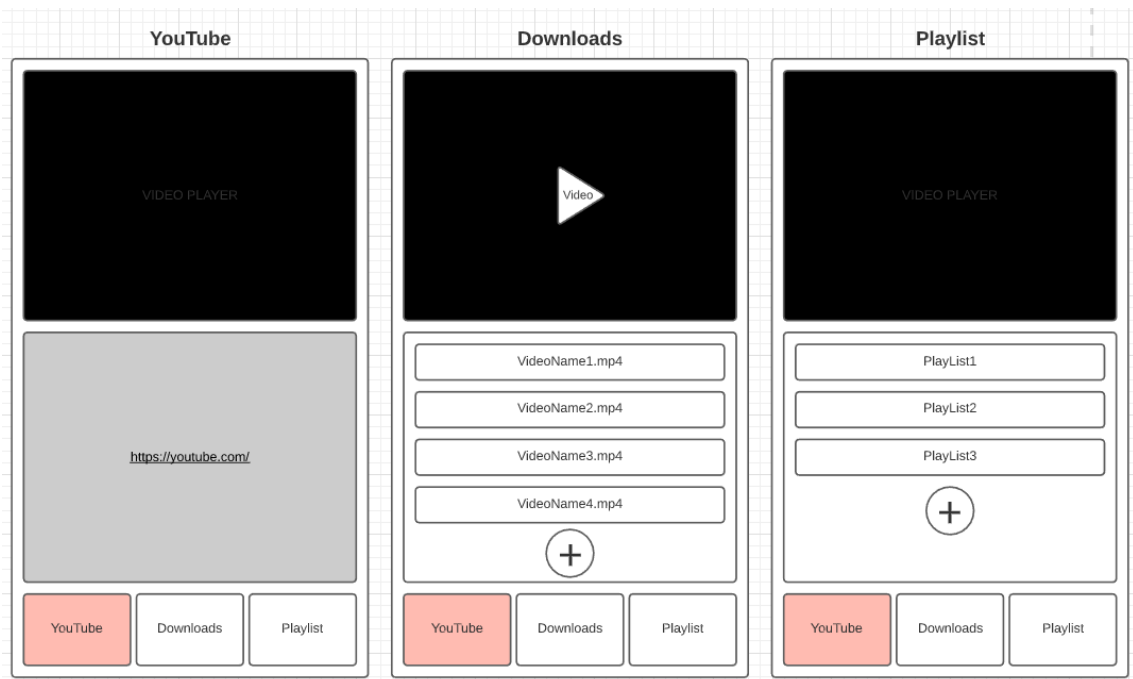 YouTube
VIDEO PLAYER
https://youtube.com/
YouTube
Downloads
Playlist
Downloads
Video
VideoName1.mp4
VideoName2.mp4
VideoName3.mp4
VideoName4.mp4
+
YouTube
Downloads
Playlist
Playlist
VIDEO PLAYER
PlayList1
PlayList2
PlayList3
+
YouTube
Downloads
Playlist